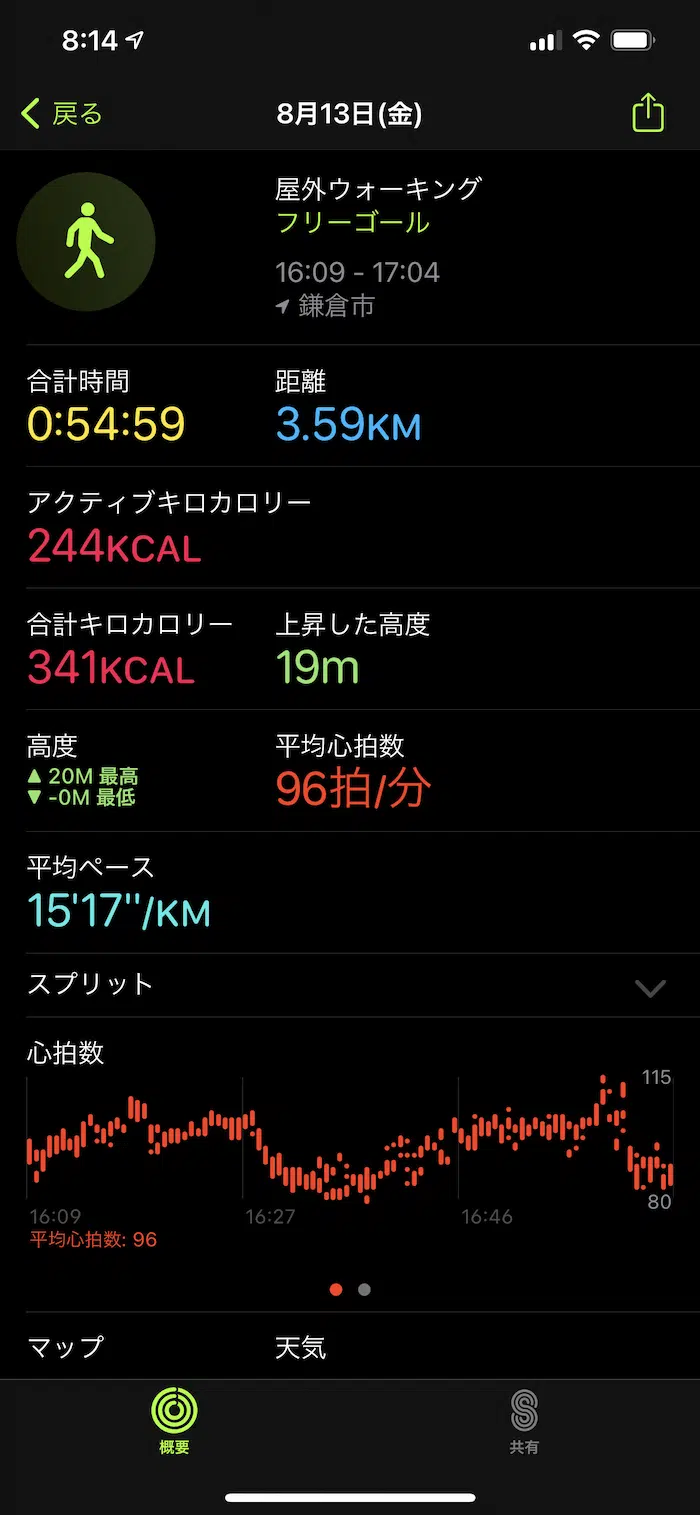 8:14
戻る
8月13日(金)
屋外ウォーキング
フリーゴール
16:09 - 17:04
鎌倉市
合計時間 距離
0:54:59 3.59KM
アクティブキロカロリー
244KCAL
合計キロカロリー 上昇した高度
341KCAL 19m
高度 平均心拍数
▲ 20M 最高
▼ -0M 最低
96拍/分
平均ペース
15'17''/KM
スプリット
心拍数
115
80
16:09 16:27 16:46
平均心拍数: 96
マップ 天気
概要 共有